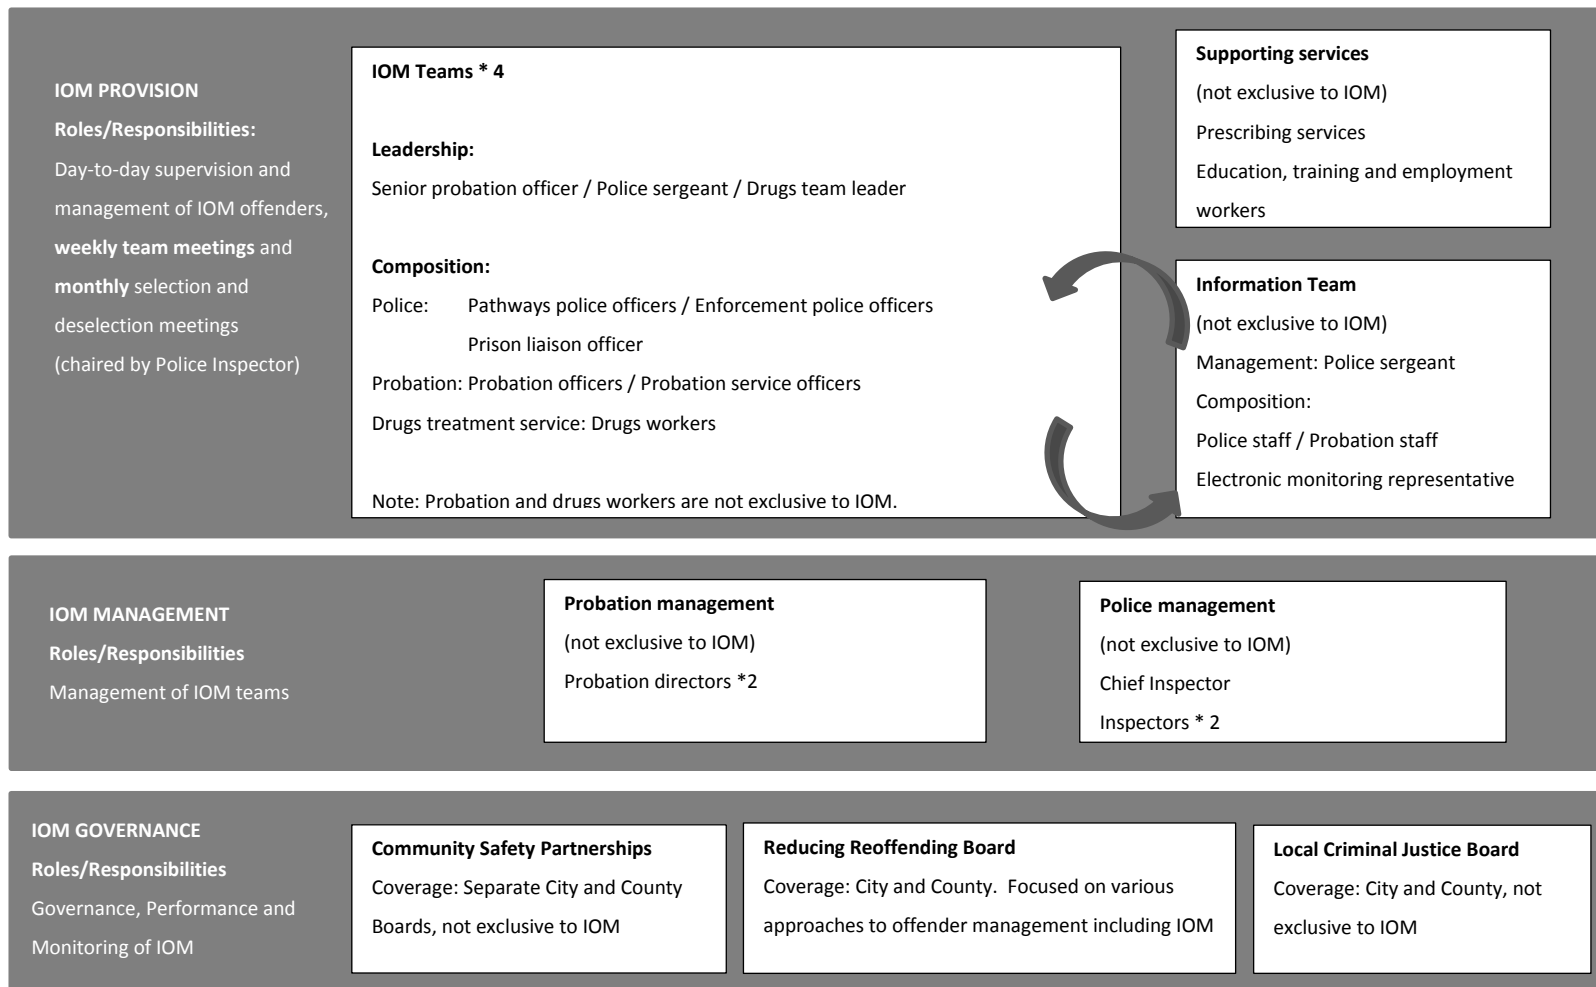 IOM PROVISION
Roles/Responsibilities:
Day-to-day supervision and
management of IOM offenders,
weekly team meetings and
monthly selection and
deselection meetings
(chaired by Police Inspector)
IOM Teams * 4
Leadership:
Senior probation officer / Police sergeant / Drugs team leader
Composition:
Police: Pathways police officers / Enforcement police officers
Prison liaison officer
Probation: Probation officers / Probation service officers
Drugs treatment service: Drugs workers
Note: Probation and drugs workers are not exclusive to IOM.
Supporting services
(not exclusive to IOM)
Prescribing services
Education, training and employment
workers
Information Team
(not exclusive to IOM)
Management: Police sergeant
Composition:
Police staff / Probation staff
Electronic monitoring representative
IOM MANAGEMENT
Roles/Responsibilities
Management of IOM teams
Probation management
(not exclusive to IOM)
Probation directors *2
Police management
(not exclusive to IOM)
Chief Inspector
Inspectors * 2
IOM GOVERNANCE
Roles/Responsibilities
Governance, Performance and
Monitoring of IOM
Community Safety Partnerships
Coverage: Separate City and County
Boards, not exclusive to IOM
Reducing Reoffending Board
Coverage: City and County.  Focused on various
approaches to offender management including IOM
Local Criminal Justice Board
Coverage: City and County, not
exclusive to IOM